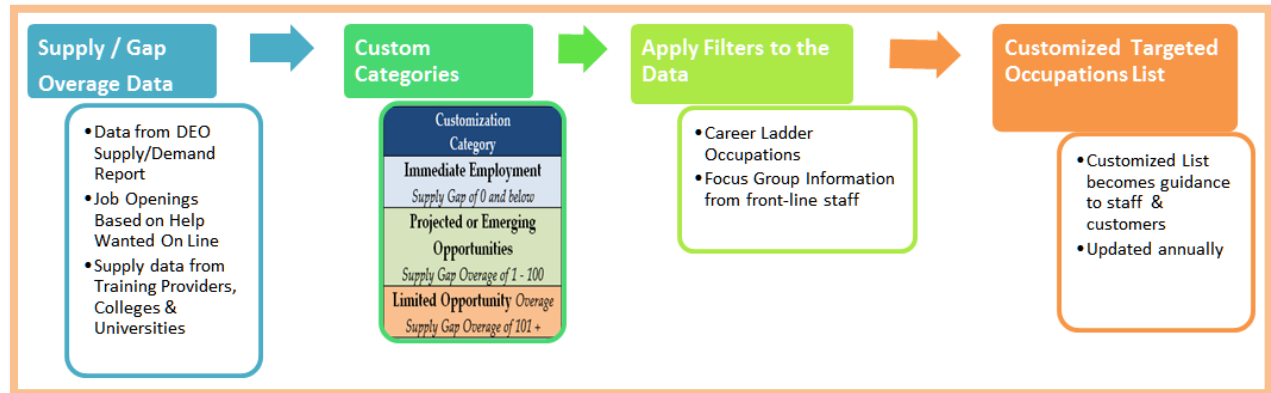 Supply / Gap
Overage Data
•Data from DEO
Supply/Demand
Report
•Job Openings
Based on Help
Wanted On Line
•Supply data from
Training Providers,
Colleges &
Universities
Custom
Categories
Customization
Category
Immediate Employment
Supply Gap of 0 and below
Projected or Emerging
Opportunities
Supply Gap Overage of 1 - 100
Limited Opportunity Overage
Supply Gap Overage of 101 +
Apply Filters to the
Data
•Career Ladder
Occupations
•Focus Group Information
from front-line staff
Customized Targeted
Occupations List
•Customized List
becomes guidance
to staff &
customers
•Updated annually